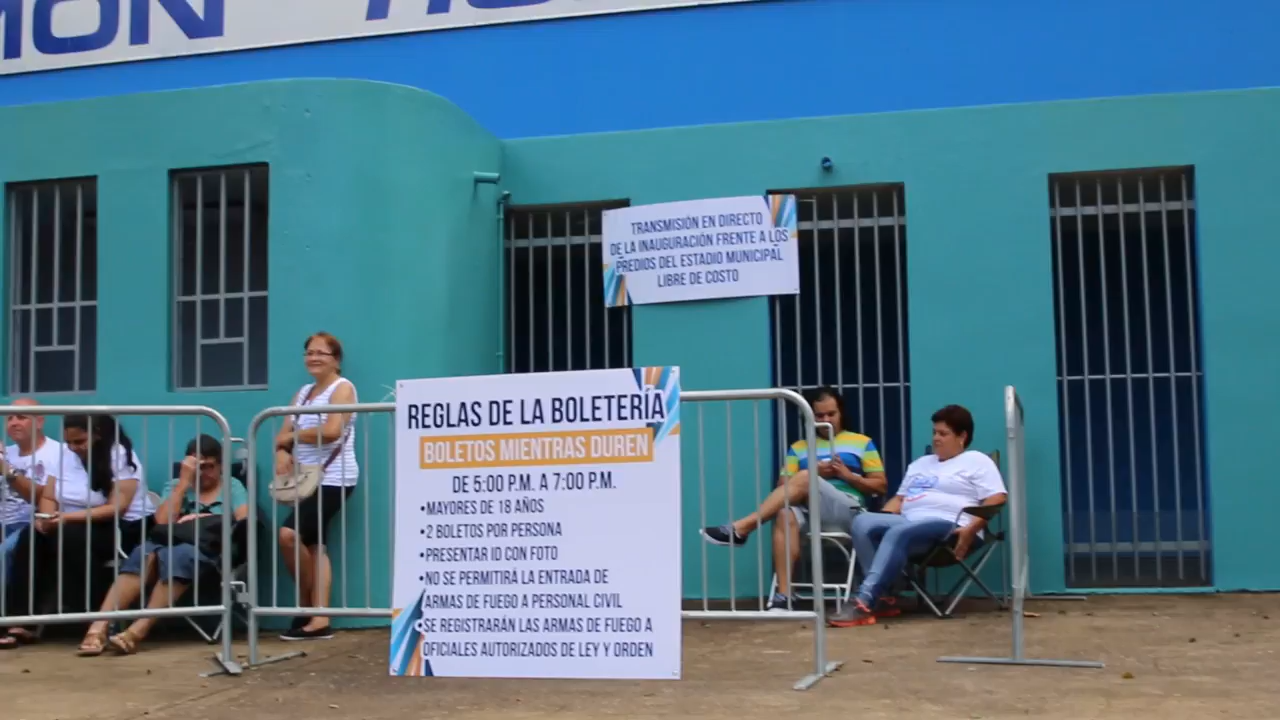 MON
TRANSMISIÓN EN DIRECTO
DE LA INAUGURACIÓN FRENTE A LOS
PREDIOS DEL ESTADIO MUNICIPAL
LIBRE DE COSTO
REGLAS DE LA BOLETERÍA
BOLETOS MIENTRAS DUREN
DE 5:00 P.M. A 7:00 P.M.
•MAYORES DE 18 AÑOS
•2 BOLETOS POR PERSONA
•PRESENTAR ID CON FOTO
•NO SE PERMITIRÁ LA ENTRADA DE
ARMAS DE FUEGO A PERSONAL CIVIL
•SE REGISTRARÁN LAS ARMAS DE FUEGO A
OFICIALES AUTORIZADOS DE LEY Y ORDEN